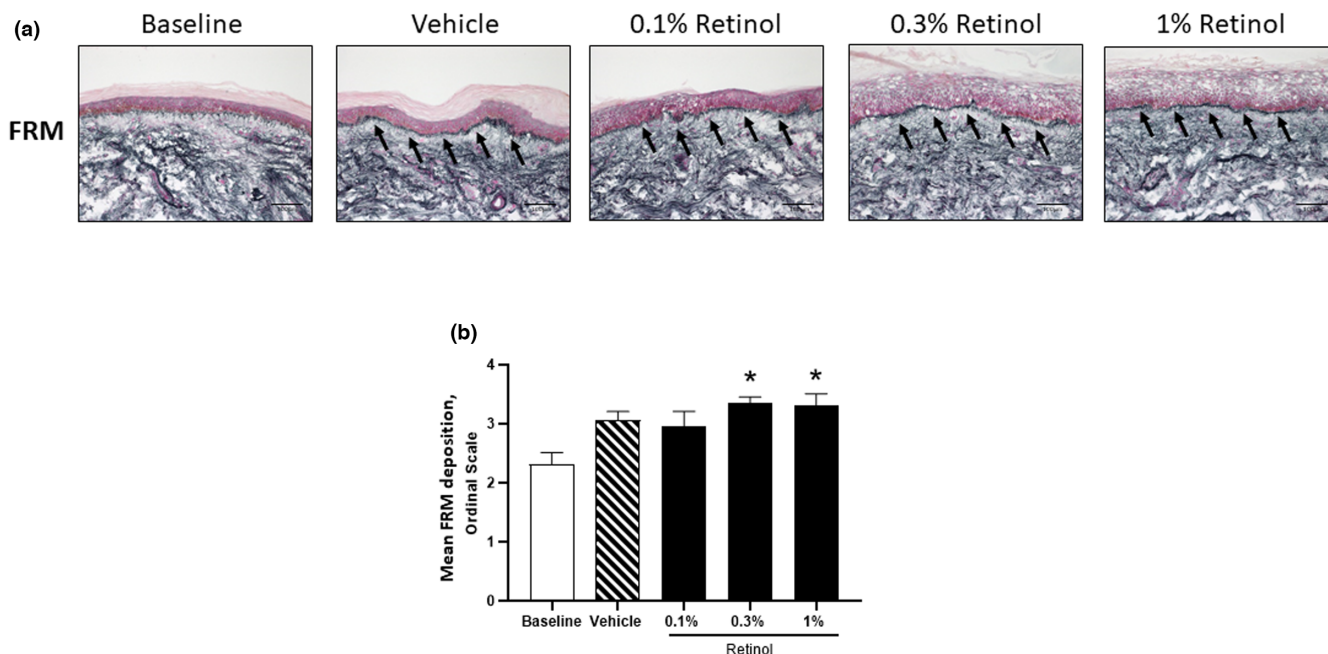 (a)
Baseline
Vehicle
0.1% Retinol
0.3% Retinol
1% Retinol
FRM
(b)
Mean FRM deposition,
Ordinal Scale
4
3
2
1
0
*
*
Baseline Vehicle 0.1% 0.3% 1%
Retinol